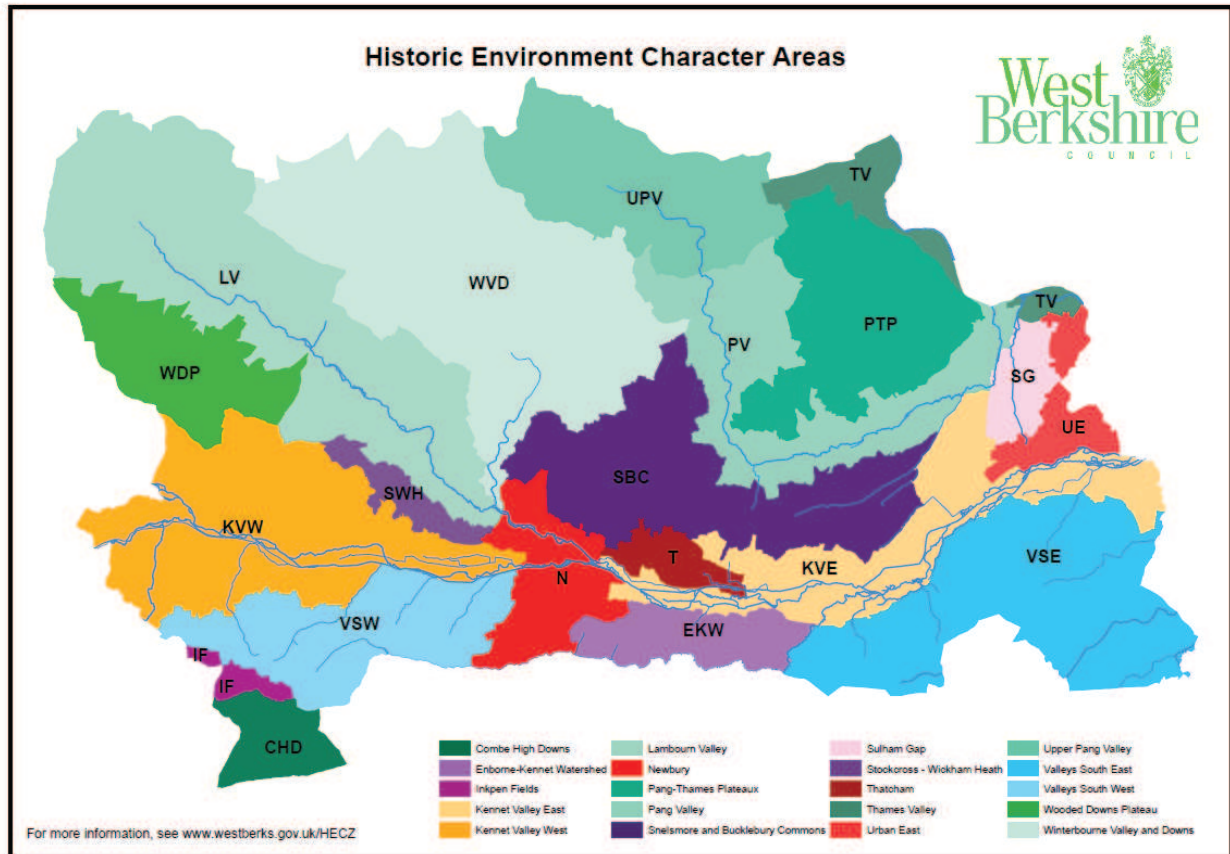 Historic Environment Character Areas
West
Berkshire
COUNCIL
TV
UPV
LV
WVD
TV
PTP
PV
WDP
SG
UE
SBC
SWH
KVW
T
VSE
KVE
N
VSW
EKW
IF
IF
CHD
Combe High Downs
Enborne-Kennet Watershed
Inkpen Fields
Kennet Valley East
Kennet Valley West
Lambourn Valley
Newbury
Pang-Thames Plateaux
Pang Valley
Snelsmore and Bucklebury Commons
Sulham Gap
Stockcross - Wickham Heath
Thatcham
Thames Valley
Urban East
Upper Pang Valley
Valleys South East
Valleys South West
Wooded Downs Plateau
Winterbourne Valley and Downs
For more information, see www.westberks.gov.uk/HECZ